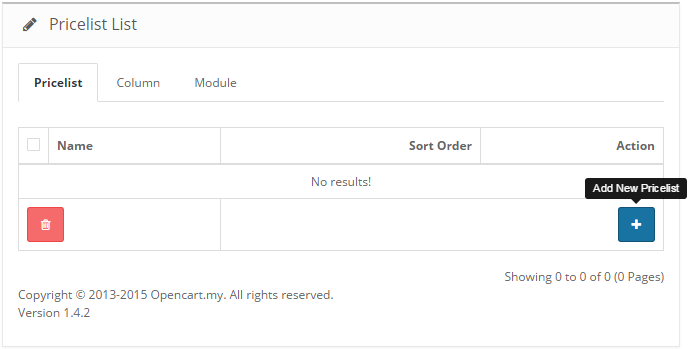 Pricelist List
Pricelist Column Module
Name Sort Order Action
No results!
Add New Pricelist
Showing 0 to 0 of 0 (0 Pages)
Copyright © 2013-2015 Opencart.my. All rights reserved.
Version 1.4.2